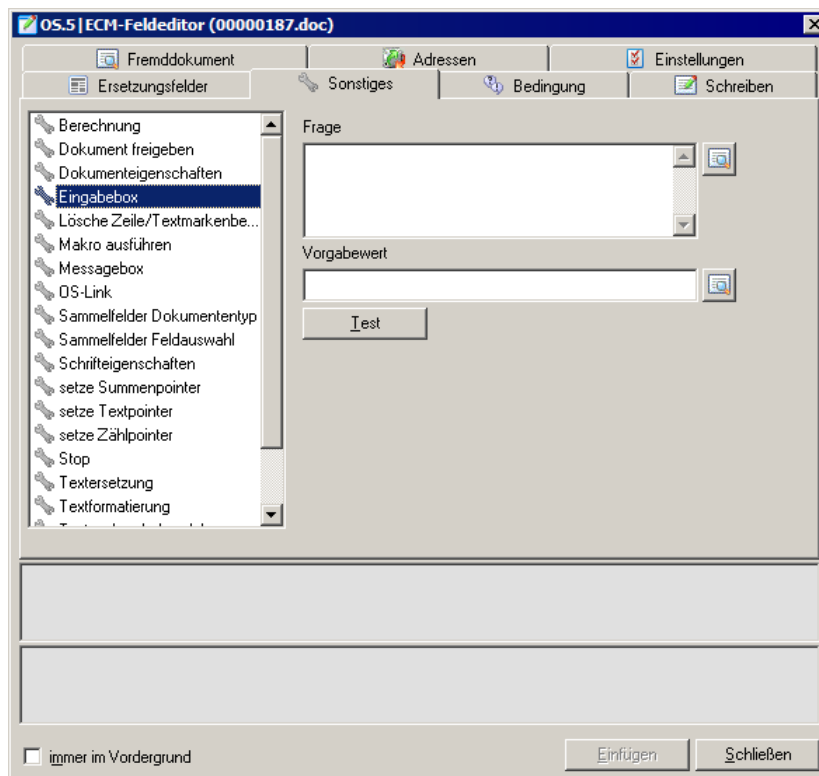 OS.5|ECM-Feldeditor (00000187.doc)
Fremddokument Adressen Einstellungen
Ersetzungsfelder Sonstiges Bedingung Schreiben
Berechnung
Dokument freigeben
Dokumenteigenschaften
Eingabebox
Lösche Zeile/Textmarkenbe...
Makro ausführen
Messagebox
OS-Link
Sammelfelder Dokumententyp
Sammelfelder Feldauswahl
Schrifteigenschaften
setze Summenpointer
setze Textpointer
setze Zählpointer
Stop
Textersetzung
Textformatierung
Frage
Vorgabewert
Test
immer im Vordergrund
Einfügen Schließen